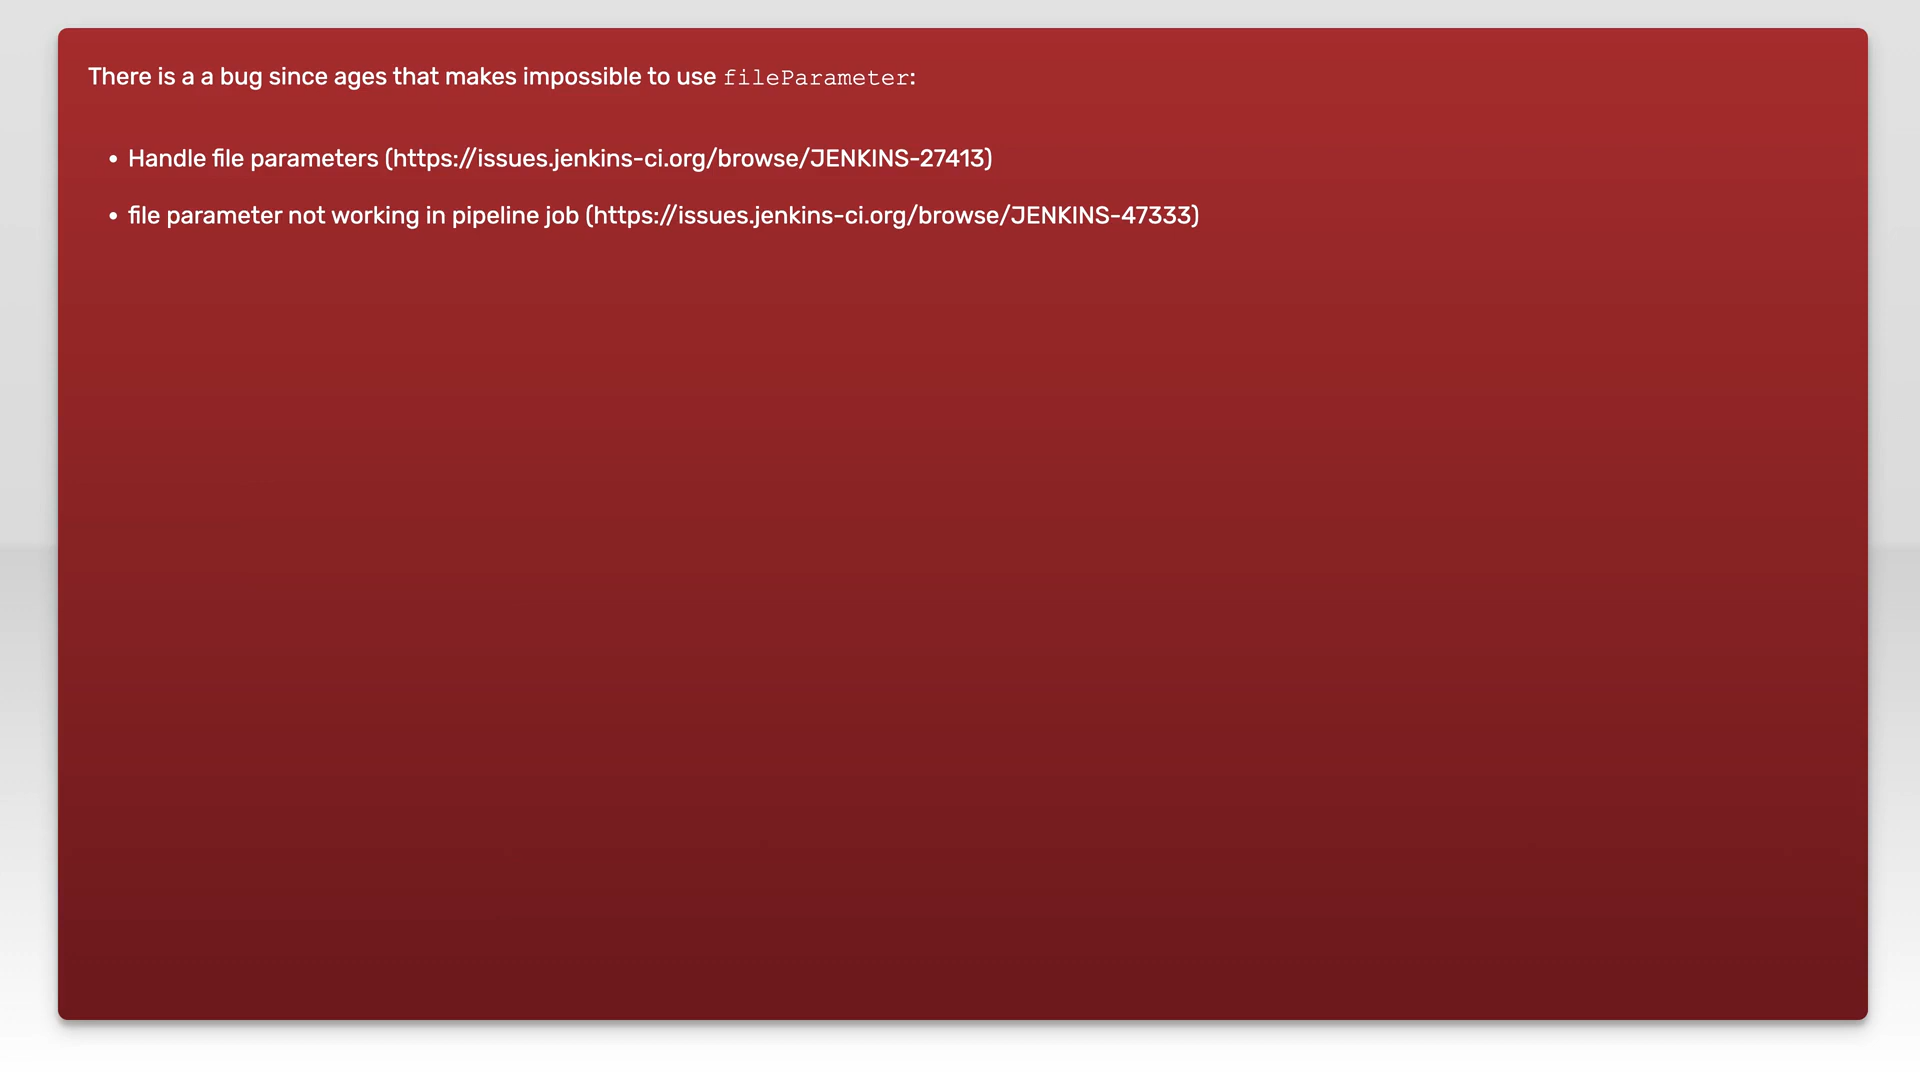 There is a a bug since ages that makes impossible to use fileParameter:
• Handle file parameters (https://issues.jenkins-ci.org/browse/JENKINS-27413)
• file parameter not working in pipeline job (https://issues.jenkins-ci.org/browse/JENKINS-47333)